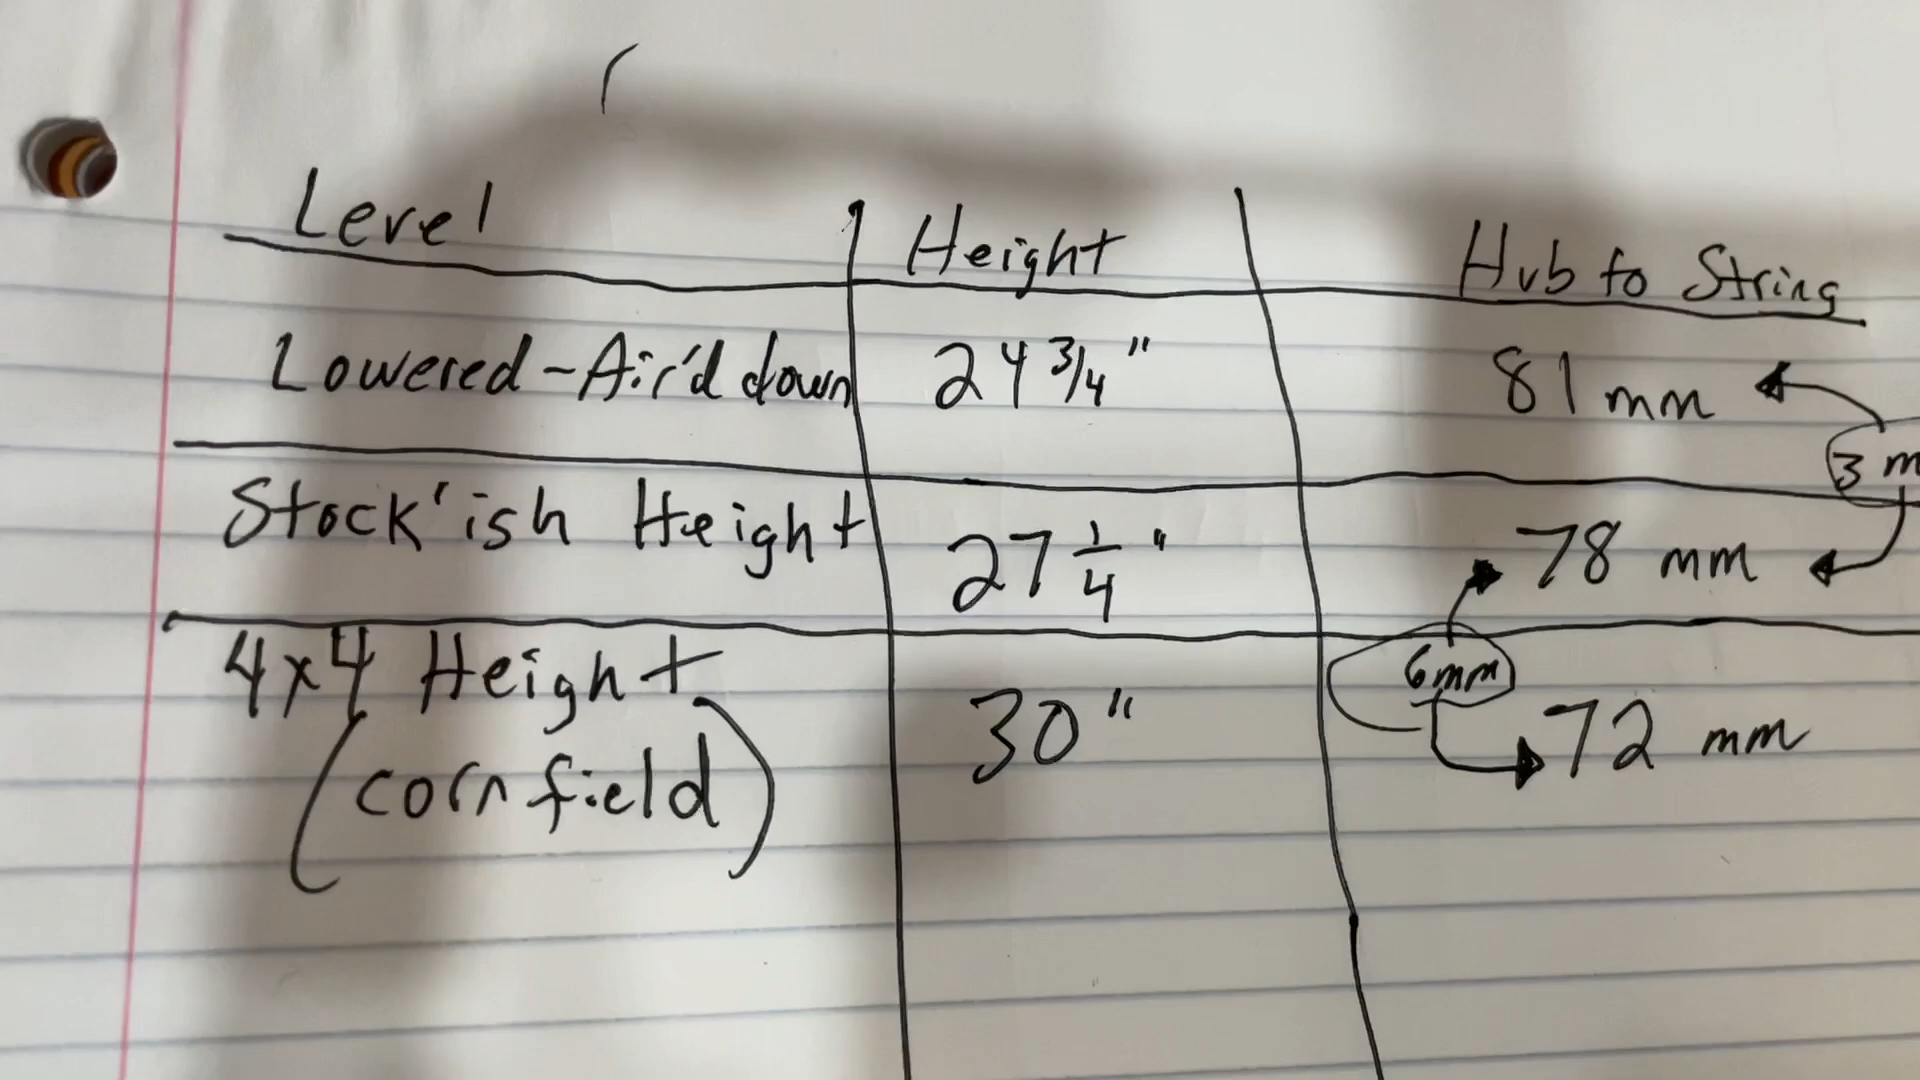 Level Height Hub to String
Lowered-Air'd down 24 3/4" 81 mm
3 m
Stock'ish Height 27 1/4" 78 mm
6mm
4x4 Height 30" 72 mm
(cornfield)